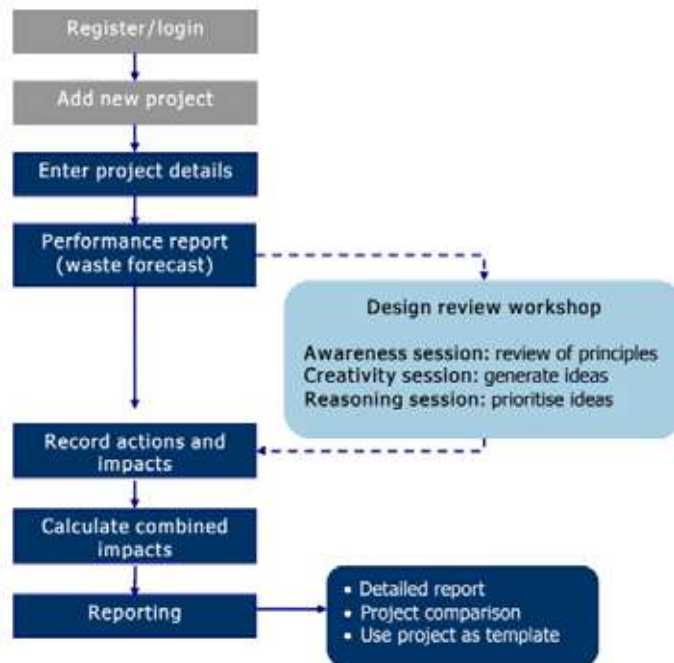 Register/login
Add new project
Enter project details
Performance report
(waste forecast)
Design review workshop
Awareness session: review of principles
Creativity session: generate ideas
Reasoning session: prioritise ideas
Record actions and
impacts
Calculate combined
impacts
Reporting
• Detailed report
• Project comparison
• Use project as template